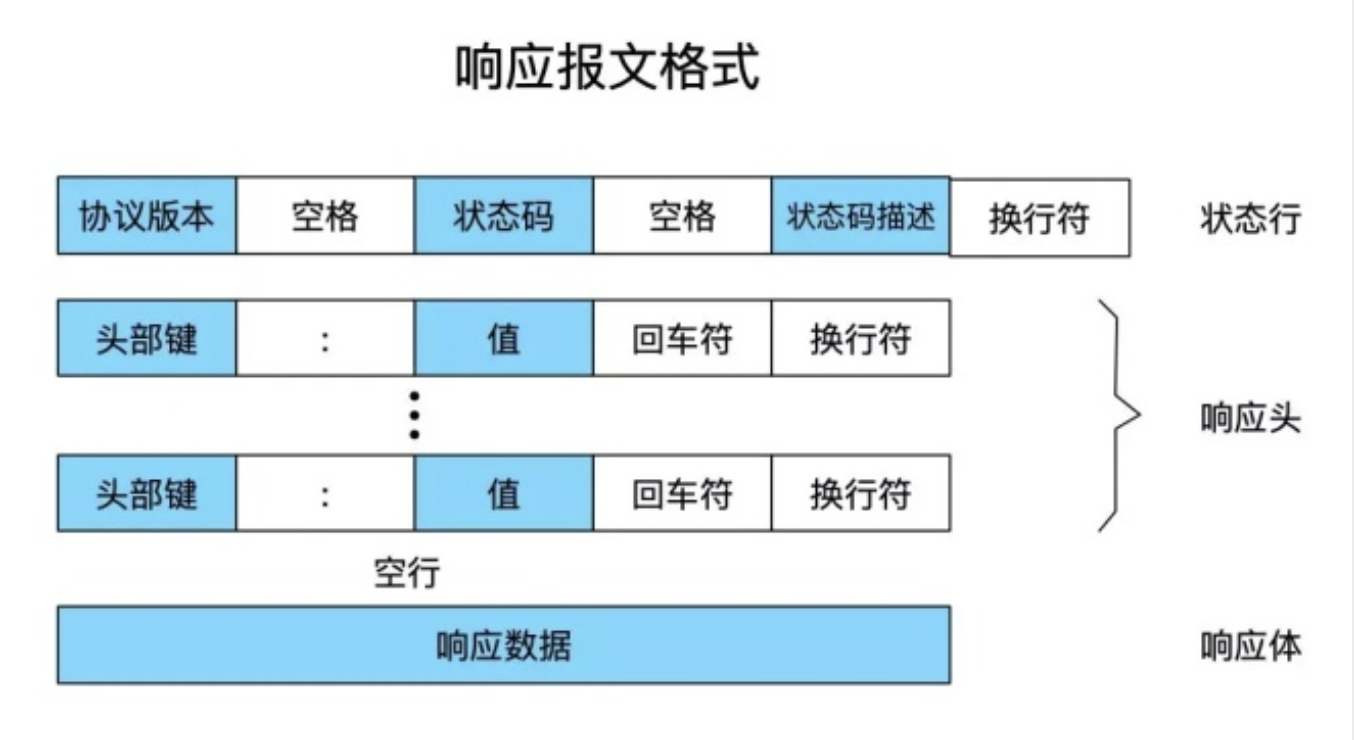 响应报文格式
协议版本 空格 状态码 空格 状态码描述 换行符 状态行
头部键 : 值 回车符 换行符
响应头
头部键 : 值 回车符 换行符
空行
响应数据 响应体